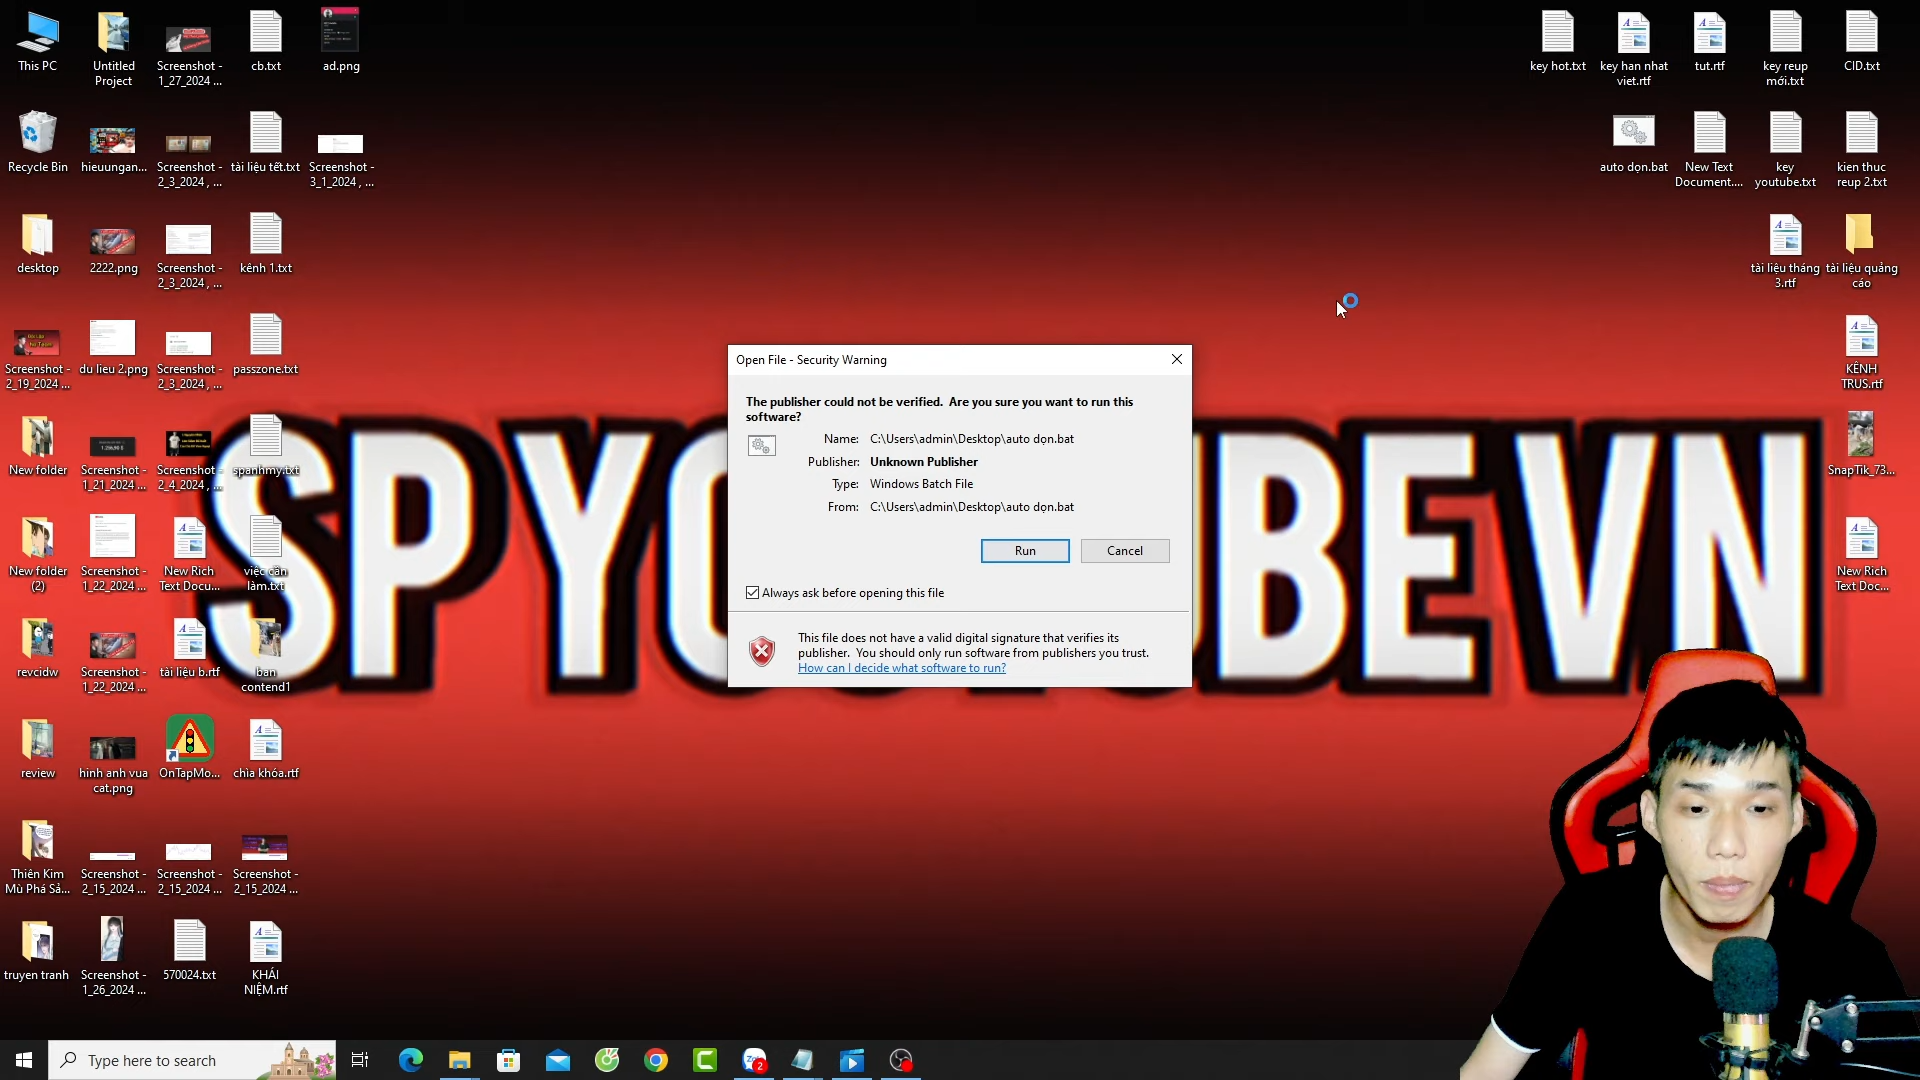 This PC
Untitled
Project
Screenshot -
1_27_2024 ...
cb.txt
ad.png
key hot.txt
key han nhat
viet.rtf
tut.rtf
key reup
mới.txt
CID.txt
Recycle Bin
hieuungan...
Screenshot -
2_3_2024 , ...
tài liệu tết.txt
Screenshot -
3_1_2024 , ...
auto dọn.bat
New Text
Document....
key
youtube.txt
kien thuc
reup 2.txt
desktop
2222.png
Screenshot -
2_3_2024 , ...
kênh 1.txt
tài liệu tháng
3.rtf
tài liệu quảng
cáo
Screenshot -
2_19_2024 ...
du lieu 2.png
Screenshot -
2_3_2024 , ...
passzone.txt
KÊNH
TRUS.rtf
New folder
Screenshot -
1_21_2024 ...
Screenshot -
2_4_2024 , ...
spanhmy.txt
SnapTik_73...
New folder
(2)
Screenshot -
1_22_2024 ...
New Rich
Text Docu...
việc cần
làm.txt
New Rich
Text Doc...
revcidw
Screenshot -
1_22_2024 ...
tài liệu b.rtf
ban
contend1
review
hinh anh vua
cat.png
OnTapMo...
chìa khóa.rtf
Thiên Kim
Mù Phá Sả...
Screenshot -
2_15_2024 ...
Screenshot -
2_15_2024 ...
Screenshot -
2_15_2024 ...
truyen tranh
Screenshot -
1_26_2024 ...
570024.txt
KHÁI
NIỆM.rtf
Open File - Security Warning
The publisher could not be verified. Are you sure you want to run this
software?
Name: C:\Users\admin\Desktop\auto dọn.bat
Publisher: Unknown Publisher
Type: Windows Batch File
From: C:\Users\admin\Desktop\auto dọn.bat
Run
Cancel
Always ask before opening this file
This file does not have a valid digital signature that verifies its
publisher. You should only run software from publishers you trust.
How can I decide what software to run?
Type here to search
2